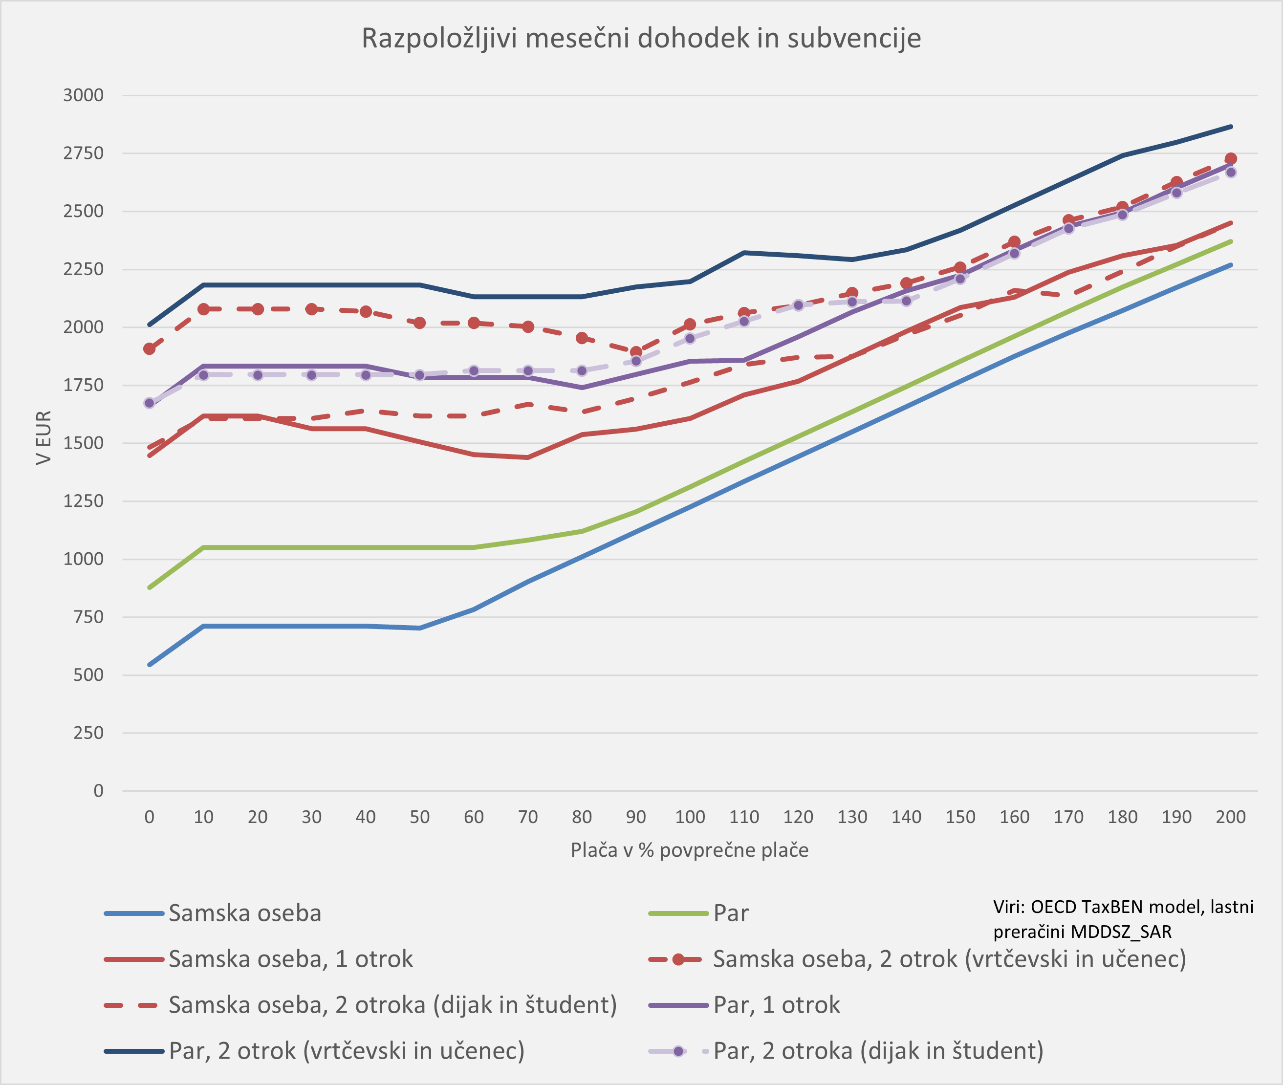 Razpoložljivi mesečni dohodek in subvencije
3000
2750
2500
2250
2000
1750
1500
1250
1000
750
500
250
0
V EUR
0 10 20 30 40 50 60 70 80 90 100 110 120 130 140 150 160 170 180 190 200
Plača v % povprečne plače
Samska oseba
Par
Viri: OECD TaxBEN model, lastni
preračini MDDSZ_SAR
Samska oseba, 1 otrok
Samska oseba, 2 otrok (vrtčevski in učenec)
Samska oseba, 2 otroka (dijak in študent)
Par, 1 otrok
Par, 2 otrok (vrtčevski in učenec)
Par, 2 otroka (dijak in študent)